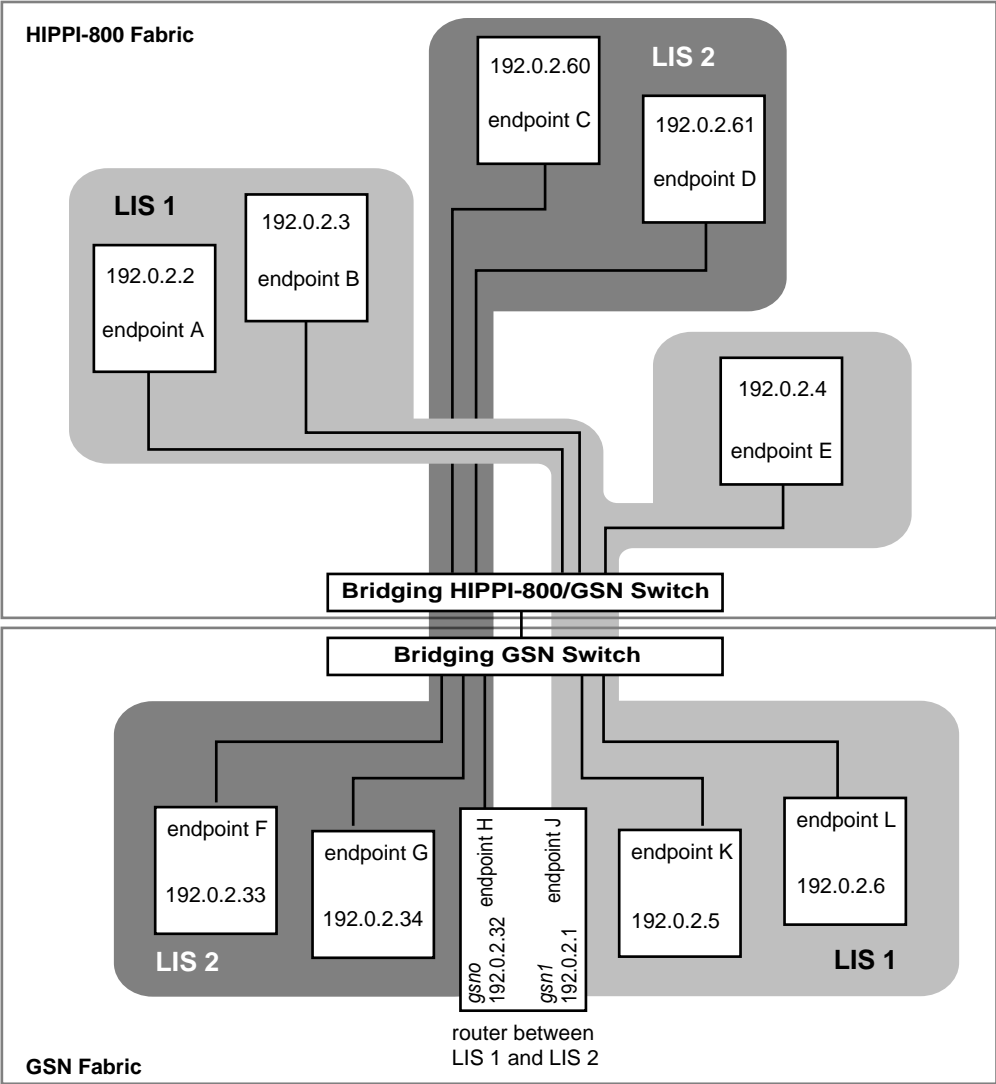 HIPPI-800 Fabric
LIS 2
192.0.2.60
endpoint C
192.0.2.61
endpoint D
LIS 1
192.0.2.3
endpoint B
192.0.2.2
endpoint A
192.0.2.4
endpoint E
Bridging HIPPI-800/GSN Switch
Bridging GSN Switch
endpoint F
192.0.2.33
endpoint G
192.0.2.34
LIS 2
endpoint H
gsno
192.0.2.32
endpoint J
gsn1
192.0.2.1
endpoint K
192.0.2.5
endpoint L
192.0.2.6
LIS 1
router between
LIS 1 and LIS 2
GSN Fabric